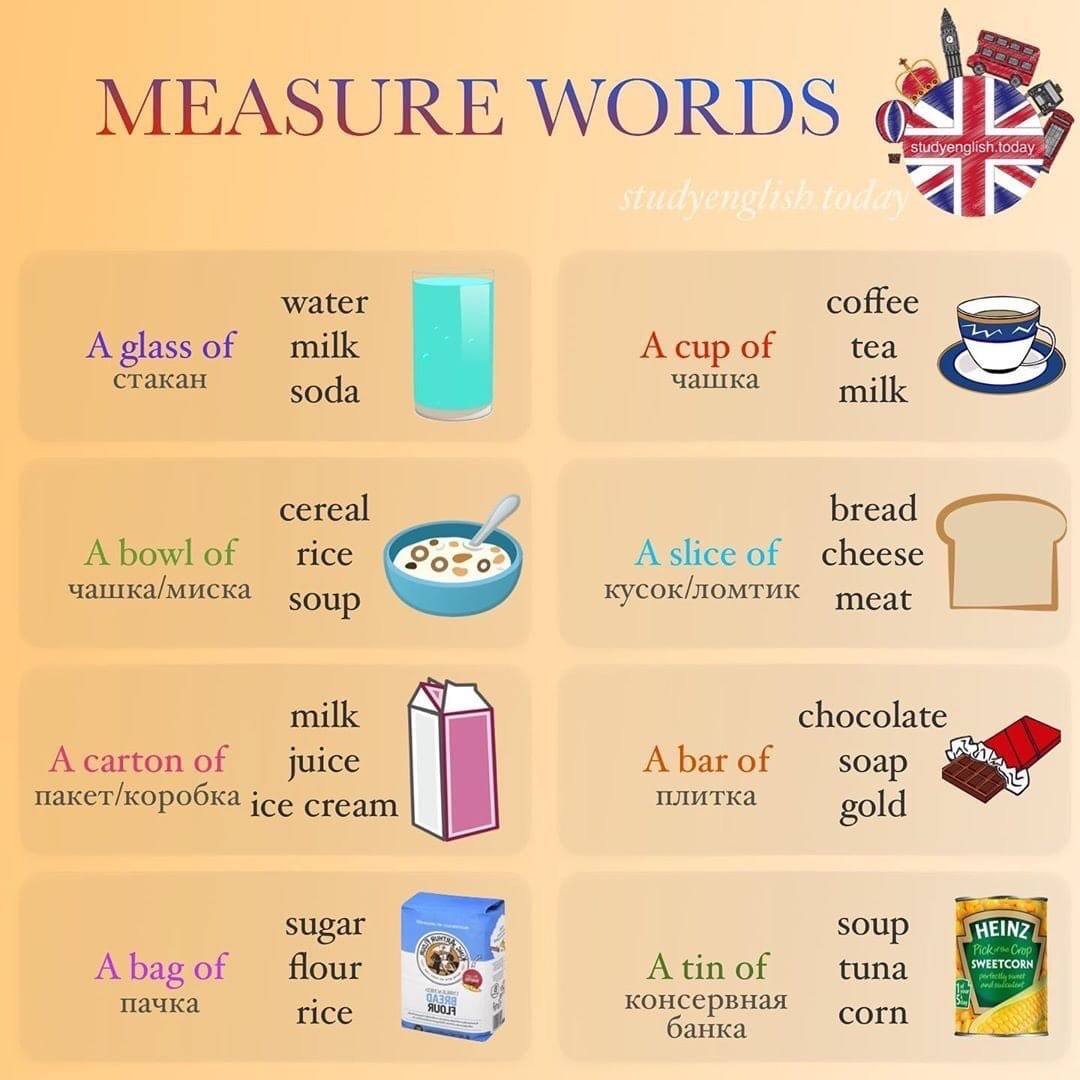 MEASURE WORDS
studyenglish.today
studyenglish.today
A glass of
стакан
water
milk
soda
A cup of
чашка
coffee
tea
milk
A bowl of
чашка/миска
cereal
rice
soup
A slice of
кусок/ломтик
bread
cheese
meat
A carton of
пакет/коробка
milk
juice
ice cream
A bar of
плитка
chocolate
soap
gold
A bag of
пачка
sugar
flour
rice
KING ARTHUR FLOUR
BREAD
FLOUR
A tin of
консервная
банка
soup
tuna
corn
HEINZ
Pick of the Crop
SWEETCORN
perfectly sweet
and succulent